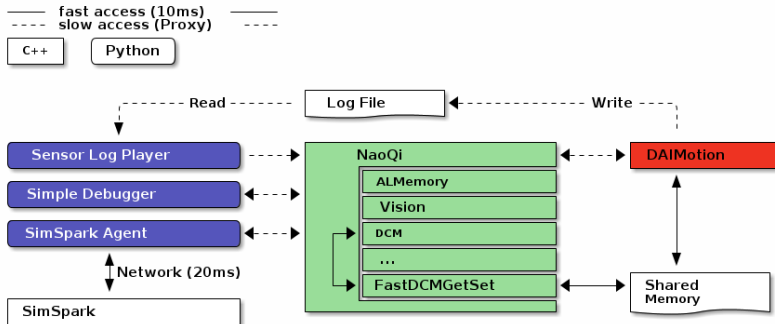 fast access (10ms)
slow access (Proxy)
C++
Python
Read
Log File
Write
Sensor Log Player
NaoQi
DAIMotion
ALMemory
Simple Debugger
Vision
SimSpark Agent
DCM
...
Network (20ms)
FastDCMGetSet
Shared
Memory
SimSpark